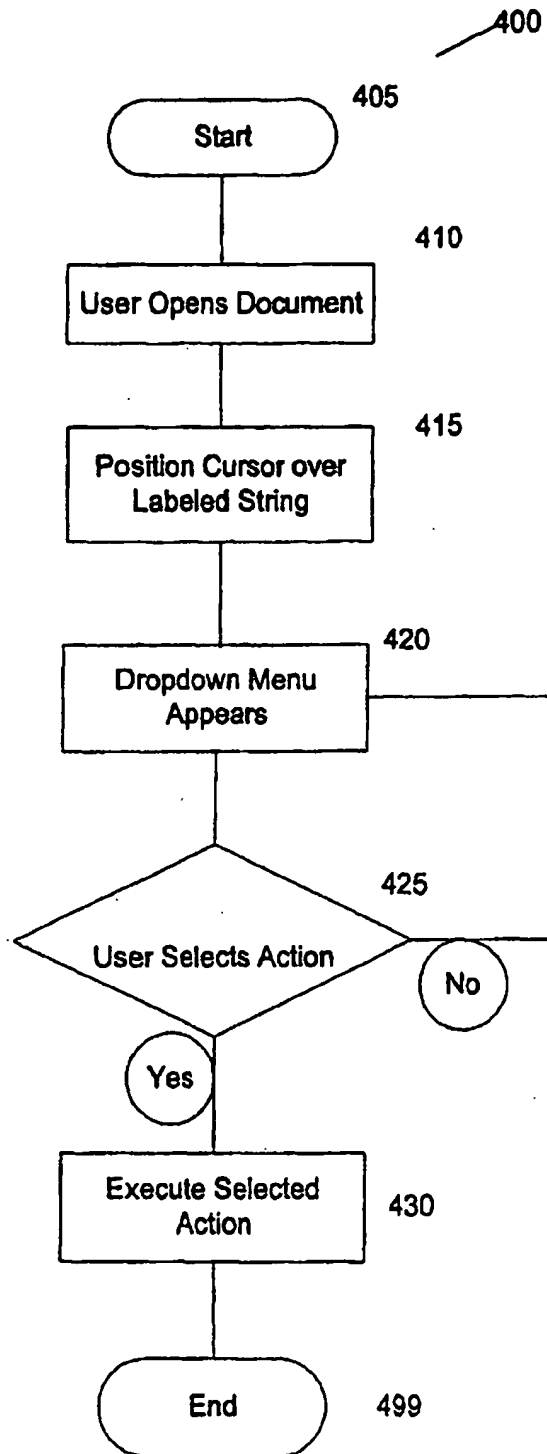 400
405
Start
410
User Opens Document
415
Position Cursor over
Labeled String
420
Dropdown Menu
Appears
425
User Selects Action
No
Yes
Execute Selected
Action
430
End
499